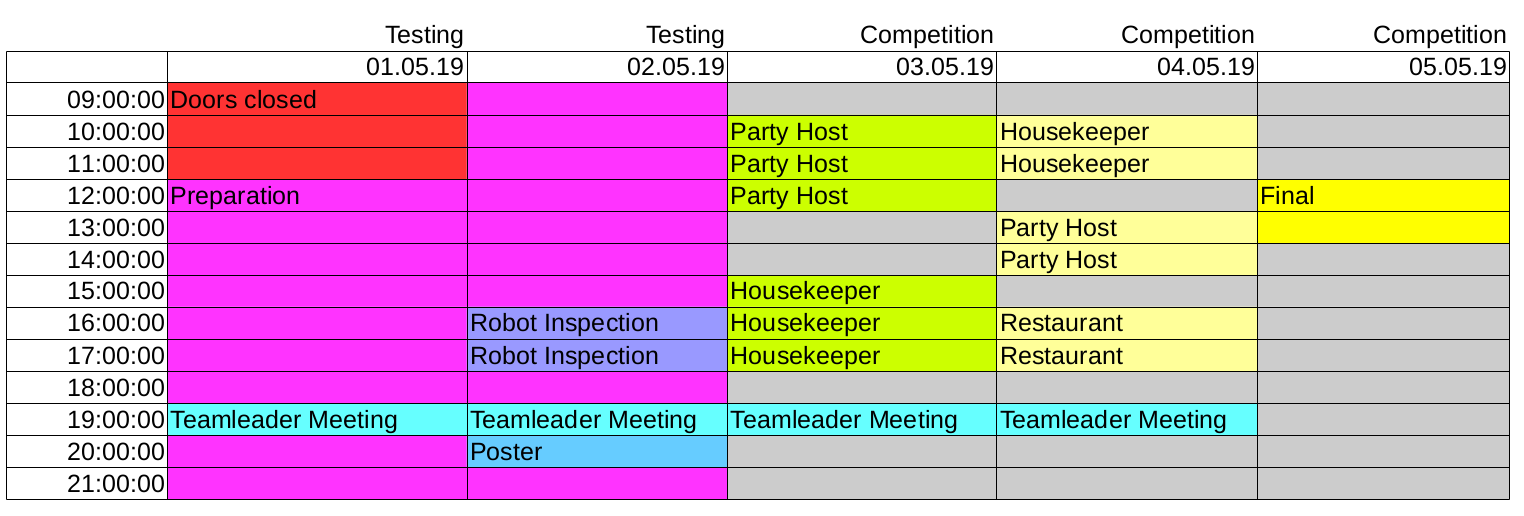 Testing Testing Competition Competition Competition
01.05.19 02.05.19 03.05.19 04.05.19 05.05.19
09:00:00 Doors closed
10:00:00 Party Host Housekeeper
11:00:00 Party Host Housekeeper
12:00:00 Preparation Party Host Final
13:00:00 Party Host
14:00:00 Party Host
15:00:00 Housekeeper
16:00:00 Robot Inspection Housekeeper Restaurant
17:00:00 Robot Inspection Housekeeper Restaurant
18:00:00
19:00:00 Teamleader Meeting Teamleader Meeting Teamleader Meeting Teamleader Meeting
20:00:00 Poster
21:00:00